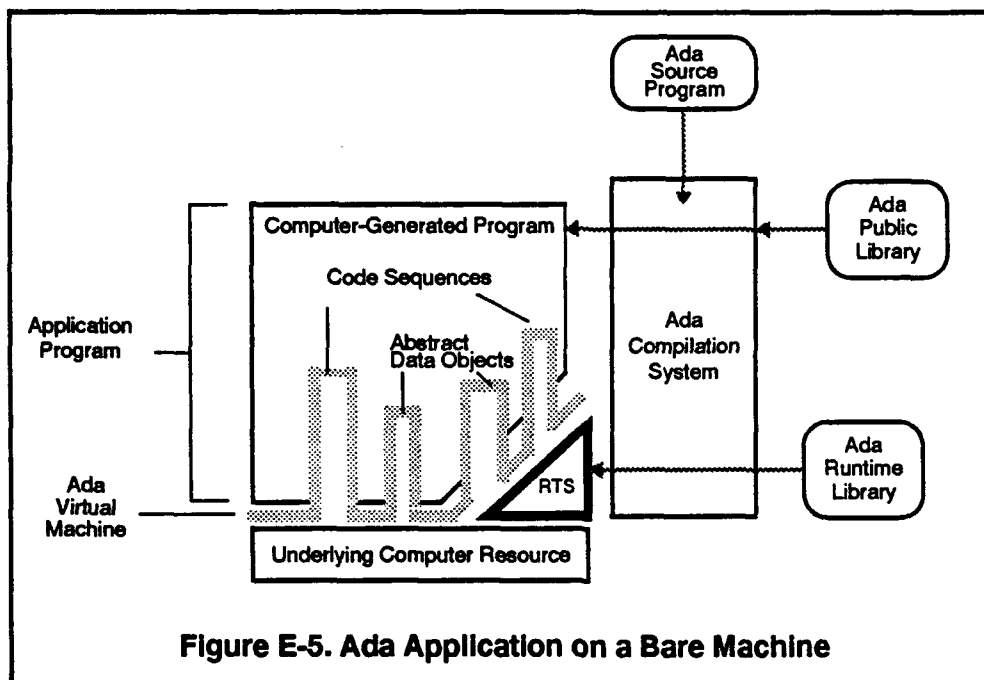 Ada
Source
Program
Computer-Generated Program
Ada
Public
Library
Code Sequences
Application
Program
Abstract
Data Objects
Ada
Compilation
System
Ada
Virtual
Machine
RTS
Ada
Runtime
Library
Underlying Computer Resource
Figure E-5. Ada Application on a Bare Machine